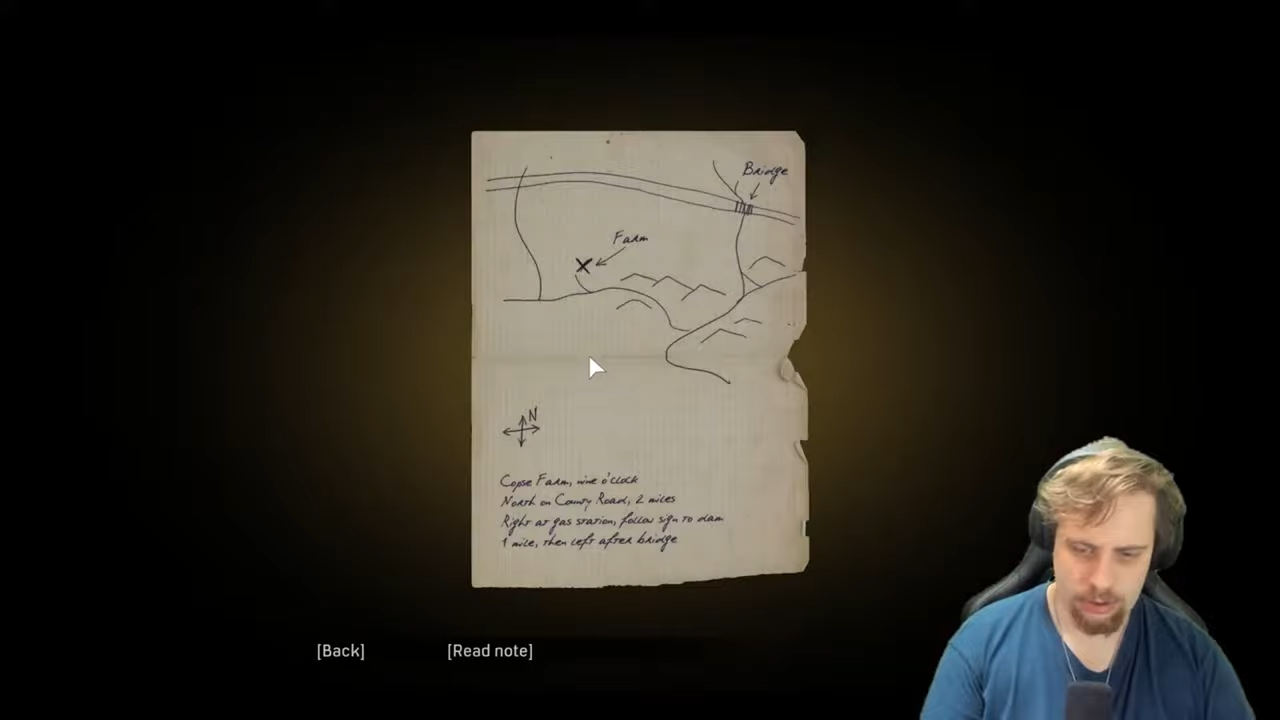 Bridge
Farm
N
Copse Farm, nine o'clock
North on County Road, 2 miles
Right at gas station, follow sign to dam
1 mile, then left after bridge
[Back] [Read note]